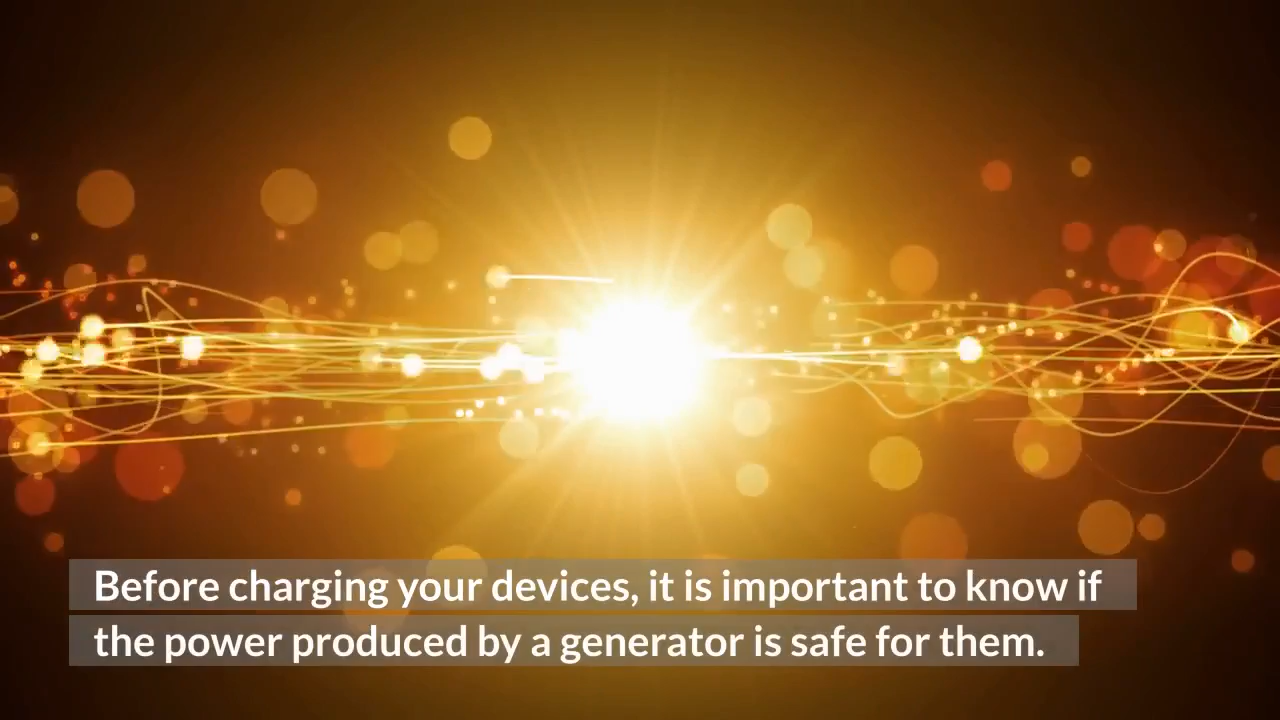 Before charging your devices, it is important to know if
the power produced by a generator is safe for them.